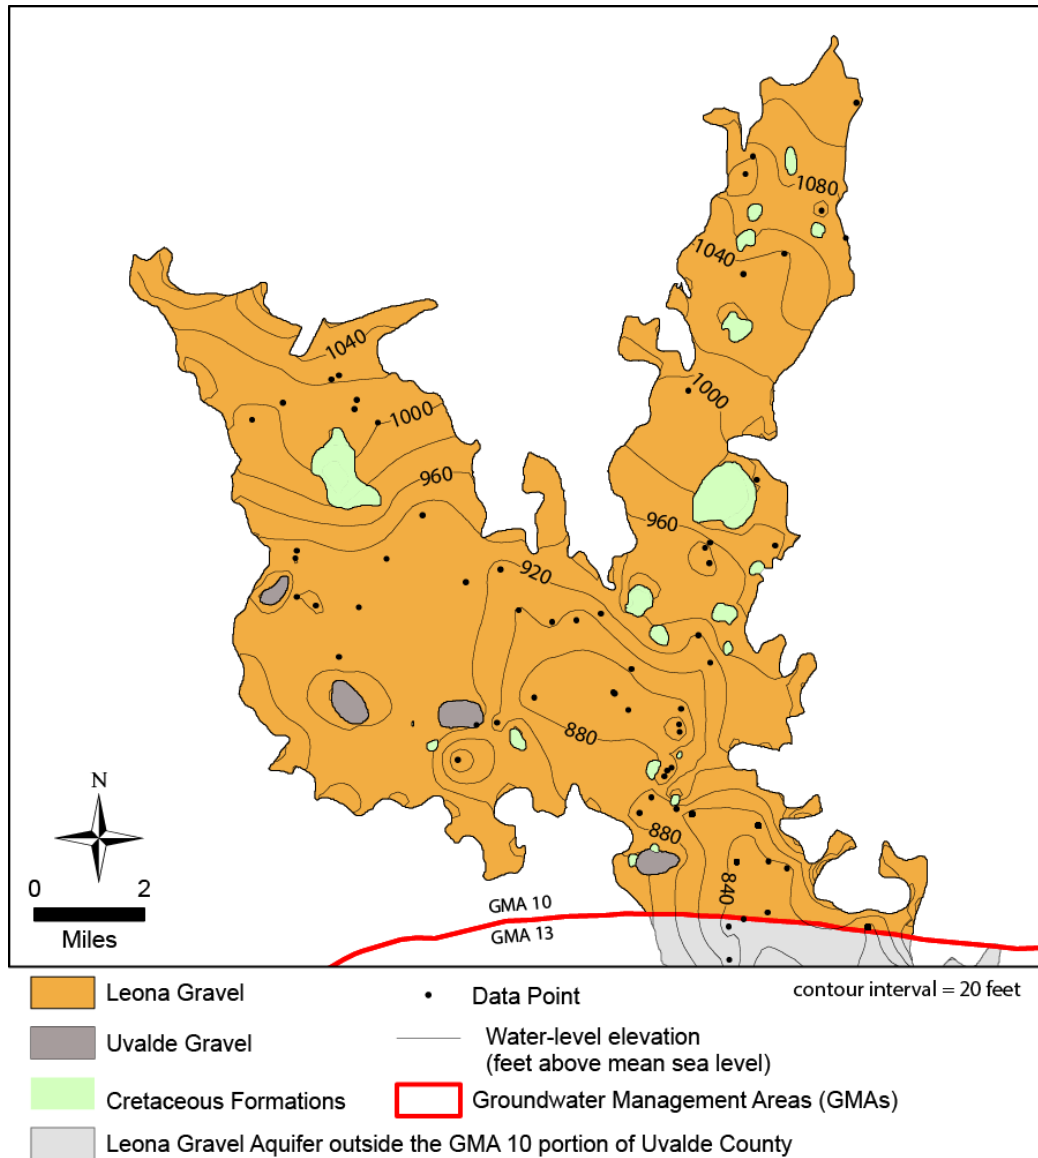 1080
1040
1040
1000
1000
960
960
920
880
880
840
N
0 2
Miles
GMA 10
GMA 13
Leona Gravel
Uvalde Gravel
Cretaceous Formations
Leona Gravel Aquifer outside the GMA 10 portion of Uvalde County
Data Point
Water-level elevation
(feet above mean sea level)
Groundwater Management Areas (GMAs)
contour interval = 20 feet